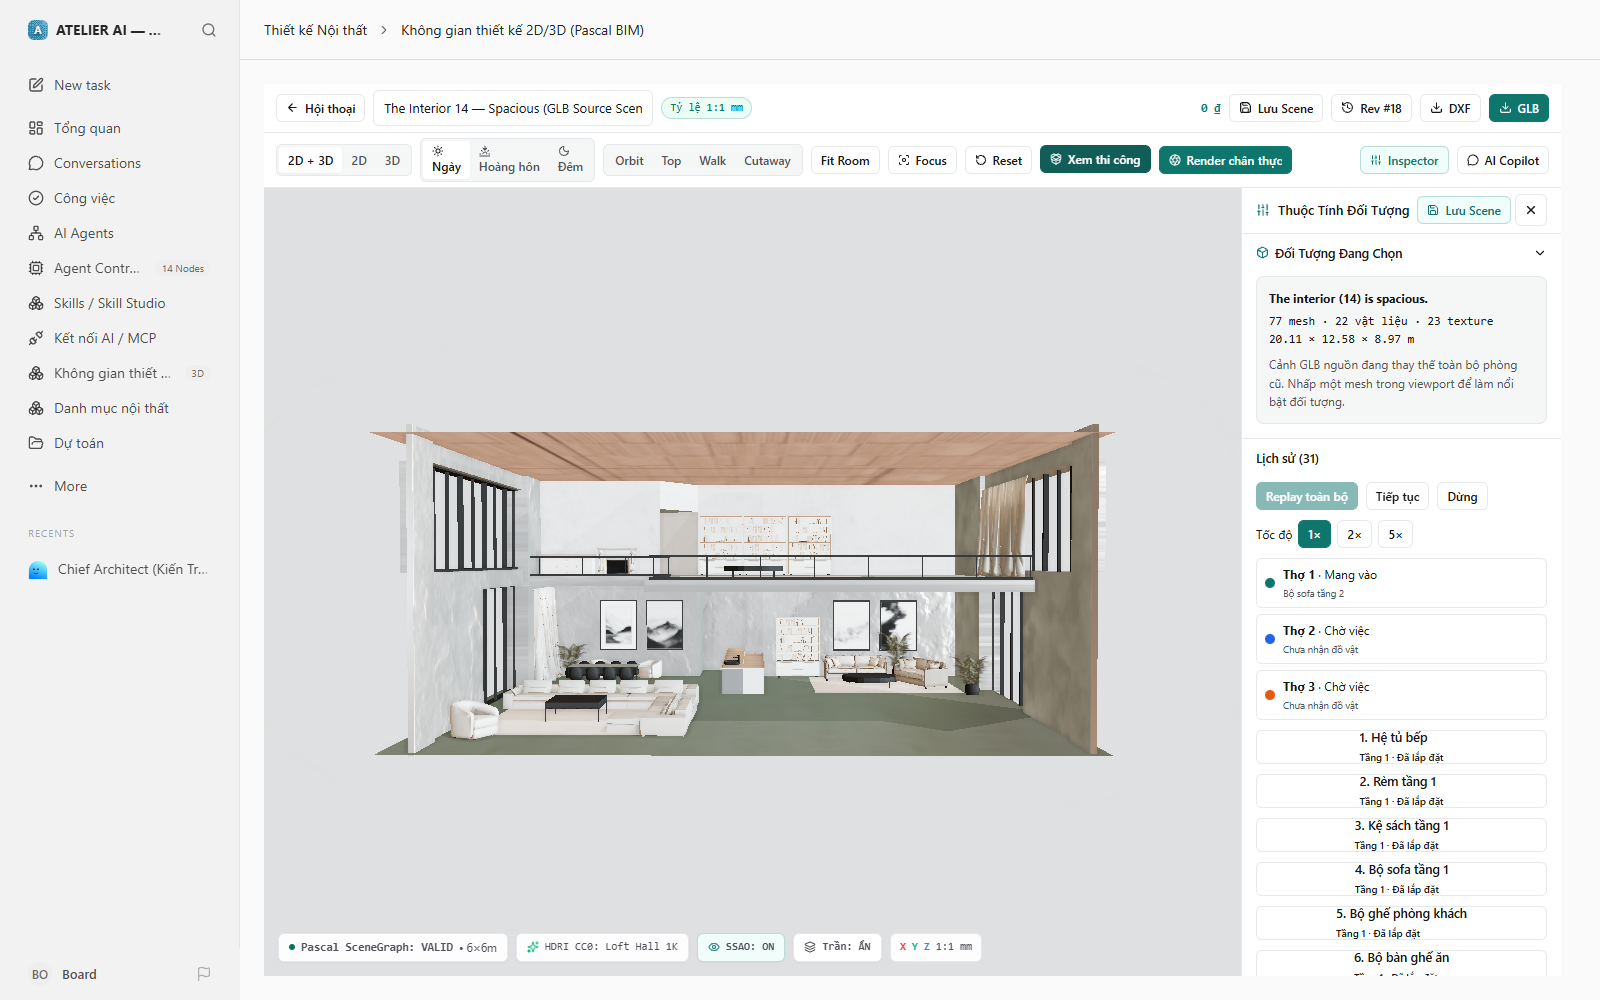 ATELIER AI — ...
New task
Tổng quan
Conversations
Công việc
AI Agents
Agent Contr... 14 Nodes
Skills / Skill Studio
Kết nối AI / MCP
Không gian thiết ... 3D
Danh mục nội thất
Dự toán
More
RECENTS
Chief Architect (Kiến Tr...
BO Board
Thiết kế Nội thất > Không gian thiết kế 2D/3D (Pascal BIM)
Hội thoại
The Interior 14 — Spacious (GLB Source Scen
Tỷ lệ 1:1 mm
0 ₫
Lưu Scene
Rev #18
DXF
GLB
2D + 3D
2D
3D
Ngày
Hoàng hôn
Đêm
Orbit
Top
Walk
Cutaway
Fit Room
Focus
Reset
Xem thi công
Render chân thực
Inspector
AI Copilot
Pascal SceneGraph: VALID • 6×6m
HDRI CC0: Loft Hall 1K
SSAO: ON
Trần: ẨN
X Y Z 1:1 mm
Thuộc Tính Đối Tượng
Lưu Scene
Đối Tượng Đang Chọn
The interior (14) is spacious.
77 mesh · 22 vật liệu · 23 texture
20.11 × 12.58 × 8.97 m
Cảnh GLB nguồn đang thay thế toàn bộ phòng
cũ. Nhấp một mesh trong viewport để làm nổi
bật đối tượng.
Lịch sử (31)
Replay toàn bộ
Tiếp tục
Dừng
Tốc độ 1× 2× 5×
Thợ 1 · Mang vào
Bộ sofa tầng 2
Thợ 2 · Chờ việc
Chưa nhận đồ vật
Thợ 3 · Chờ việc
Chưa nhận đồ vật
1. Hệ tủ bếp
Tầng 1 · Đã lắp đặt
2. Rèm tầng 1
Tầng 1 · Đã lắp đặt
3. Kệ sách tầng 1
Tầng 1 · Đã lắp đặt
4. Bộ sofa tầng 1
Tầng 1 · Đã lắp đặt
5. Bộ ghế phòng khách
Tầng 1 · Đã lắp đặt
6. Bộ bàn ghế ăn